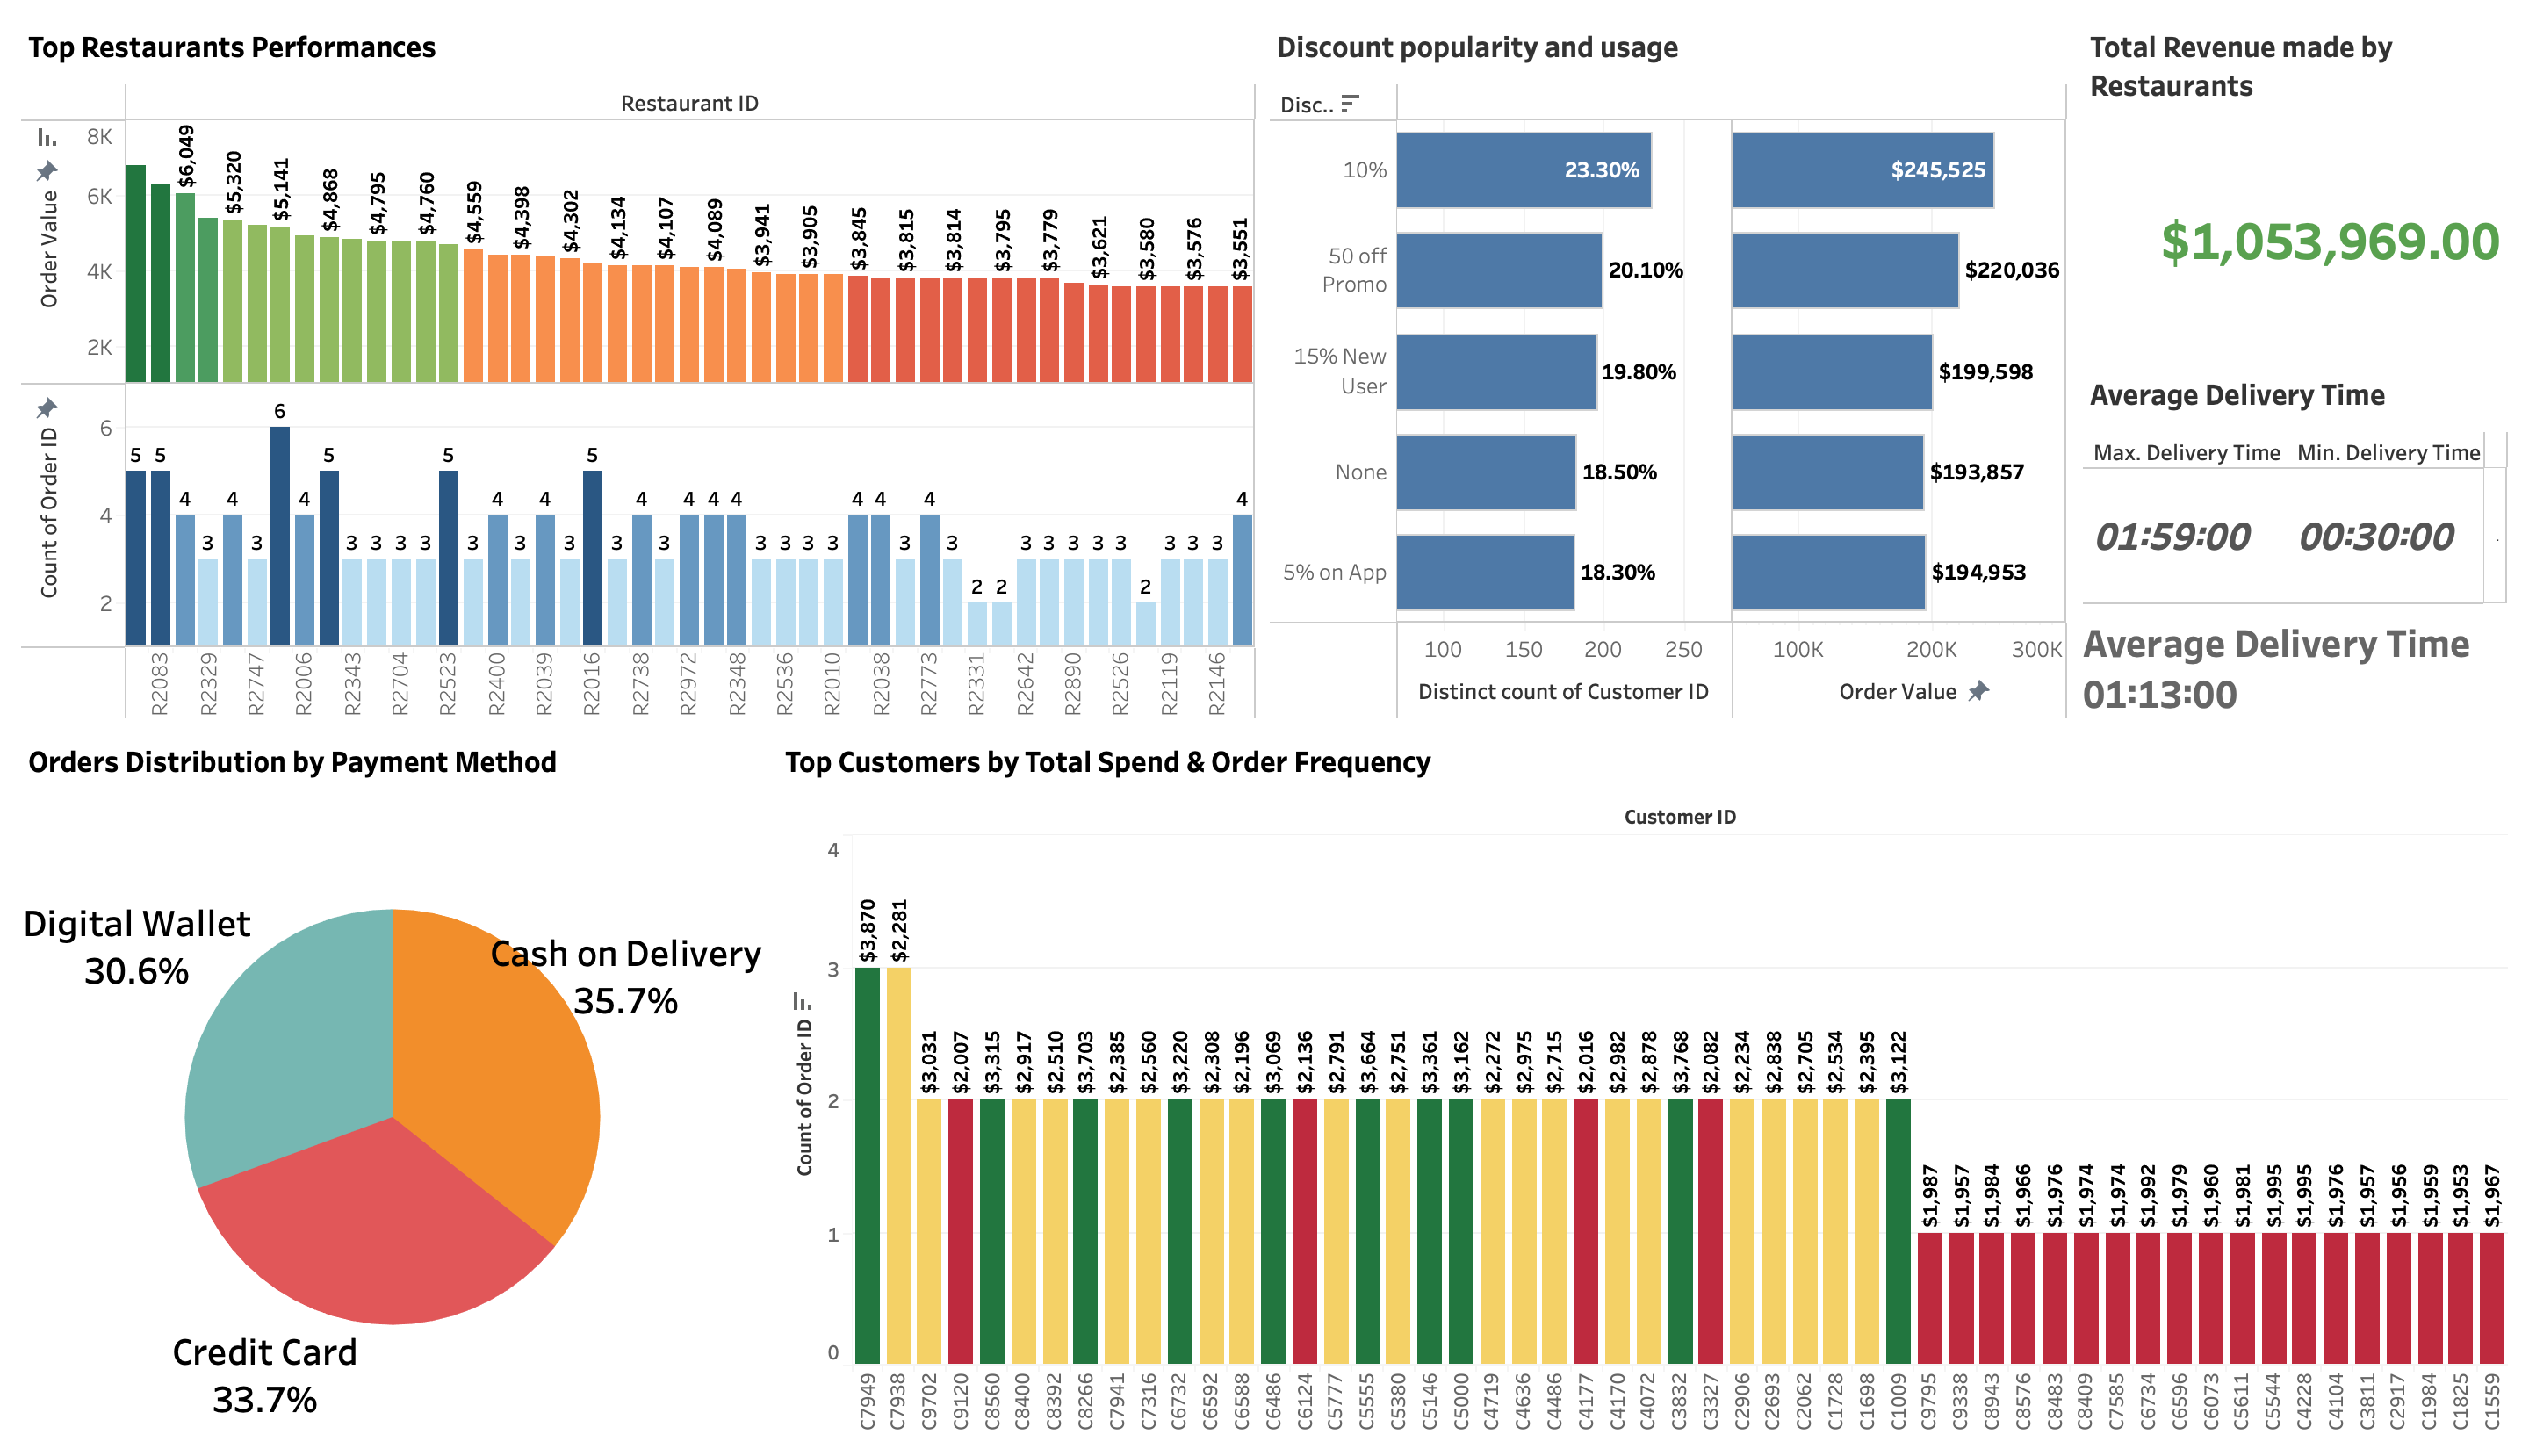 Top Restaurants Performances
Restaurant ID
Order Value
8K
6K
4K
2K
$6,049 $5,320 $5,141 $4,868 $4,795 $4,760 $4,559 $4,398 $4,302 $4,134 $4,107 $4,089 $3,941 $3,905 $3,845 $3,815 $3,814 $3,795 $3,779 $3,621 $3,580 $3,576 $3,551
Count of Order ID
6
4
2
5 5 4 3 4 3 6 4 5 3 3 3 3 5 3 4 3 4 3 5 3 4 3 4 4 4 3 3 3 3 4 4 3 4 3 2 2 3 3 3 3 3 2 3 3 3 4
R2083 R2329 R2747 R2006 R2343 R2704 R2523 R2400 R2039 R2016 R2738 R2972 R2348 R2536 R2010 R2038 R2773 R2331 R2642 R2890 R2526 R2119 R2146
Discount popularity and usage
Disc..
10% 23.30% $245,525
50 off
Promo 20.10% $220,036
15% New
User 19.80% $199,598
None 18.50% $193,857
5% on App 18.30% $194,953
100 150 200 250 100K 200K 300K
Distinct count of Customer ID Order Value
Total Revenue made by
Restaurants
$1,053,969.00
Average Delivery Time
Max. Delivery Time Min. Delivery Time
01:59:00 00:30:00
Average Delivery Time
01:13:00
Orders Distribution by Payment Method
Digital Wallet
30.6%
Cash on Delivery
35.7%
Credit Card
33.7%
Top Customers by Total Spend & Order Frequency
Customer ID
Count of Order ID
4
3
2
1
0
$3,870 $2,281 $3,031 $2,007 $3,315 $2,917 $2,510 $3,703 $2,385 $2,560 $3,220 $2,308 $2,196 $3,069 $2,136 $2,791 $3,664 $2,751 $3,361 $3,162 $2,272 $2,975 $2,715 $2,016 $2,982 $2,878 $3,768 $2,082 $2,234 $2,838 $2,705 $2,534 $2,395 $3,122 $1,987 $1,957 $1,984 $1,966 $1,976 $1,974 $1,974 $1,992 $1,979 $1,960 $1,981 $1,995 $1,995 $1,976 $1,957 $1,956 $1,959 $1,953 $1,967
C7949 C7938 C9702 C9120 C8560 C8400 C8392 C8266 C7941 C7316 C6732 C6592 C6588 C6486 C6124 C5777 C5555 C5380 C5146 C5000 C4719 C4636 C4486 C4177 C4170 C4072 C3832 C3327 C2906 C2693 C2062 C1728 C1698 C1009 C9795 C9338 C8943 C8576 C8483 C8409 C7585 C6734 C6596 C6073 C5611 C5544 C4228 C4104 C3811 C2917 C1984 C1825 C1559